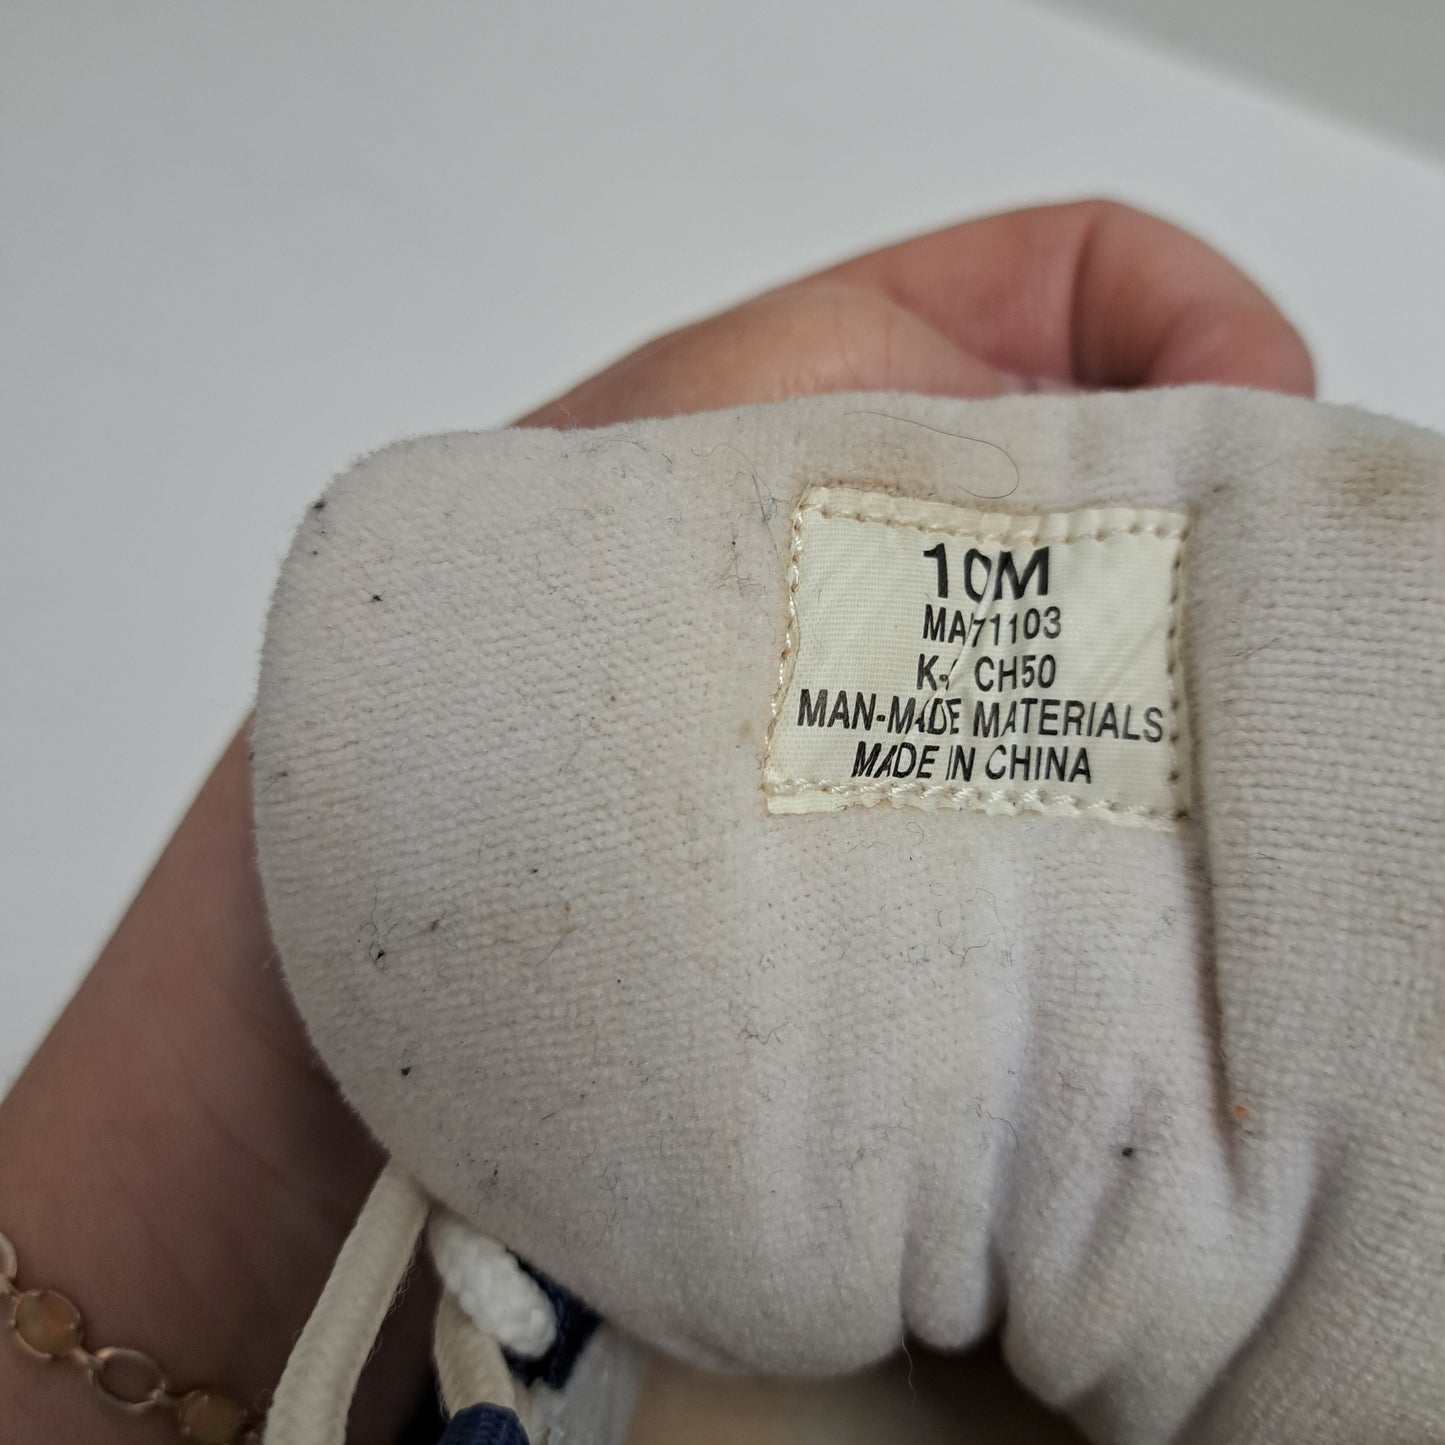 10M
MA71103
CH50
MAN-MADE MATERIALS
MADE IN CHINA